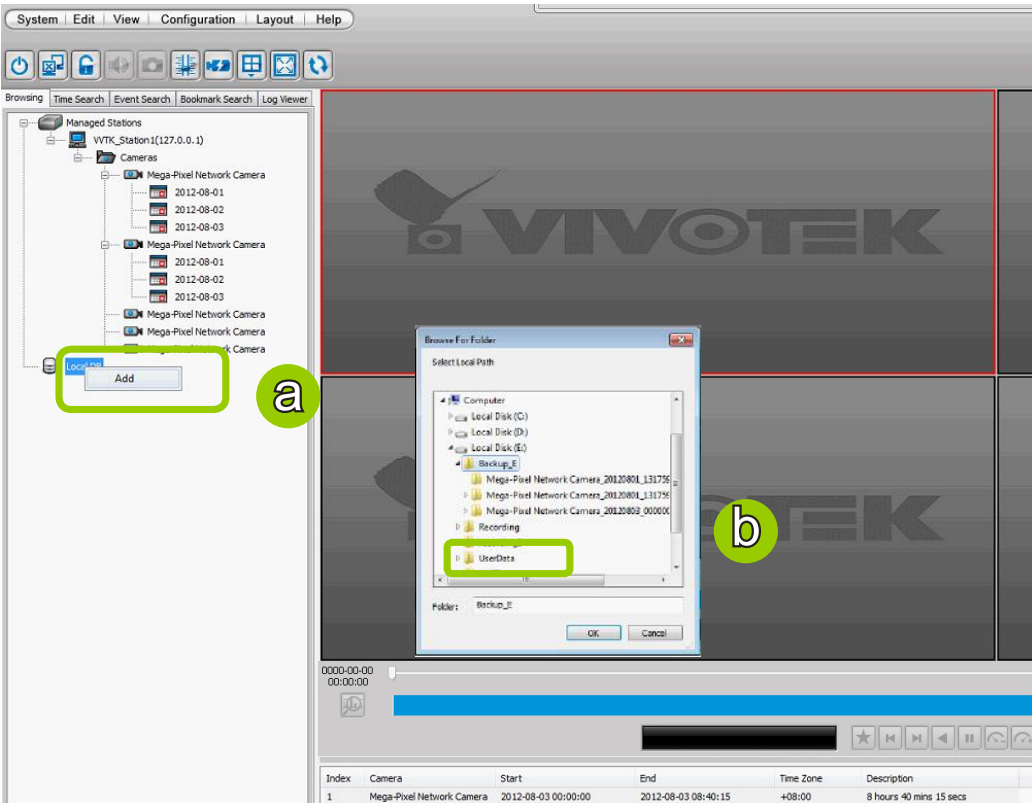 System Edit View Configuration Layout Help
Browsing Time Search Event Search Bookmark Search Log Viewer
Managed Stations
VVTK_Station1(127.0.0.1)
Cameras
Mega-Pixel Network Camera
2012-08-01
2012-08-02
2012-08-03
Mega-Pixel Network Camera
2012-08-01
2012-08-02
2012-08-03
Mega-Pixel Network Camera
Mega-Pixel Network Camera
Mega-Pixel Network Camera
Local DB
Add
a
VIVOTEK
Browse For Folder
Select Local Path
Computer
Local Disk (C:)
Local Disk (D:)
Local Disk (E:)
Backup_E
Mega-Pixel Network Camera_20120801_131759
Mega-Pixel Network Camera_20120801_131759
Mega-Pixel Network Camera_20120803_000000
Recording
UserData
Folder: Backup_E
OK Cancel
b
TEK
0000-00-00
00:00:00
Index Camera Start End Time Zone Description
1 Mega-Pixel Network Camera 2012-08-03 00:00:00 2012-08-03 08:40:15 +08:00 8 hours 40 mins 15 secs